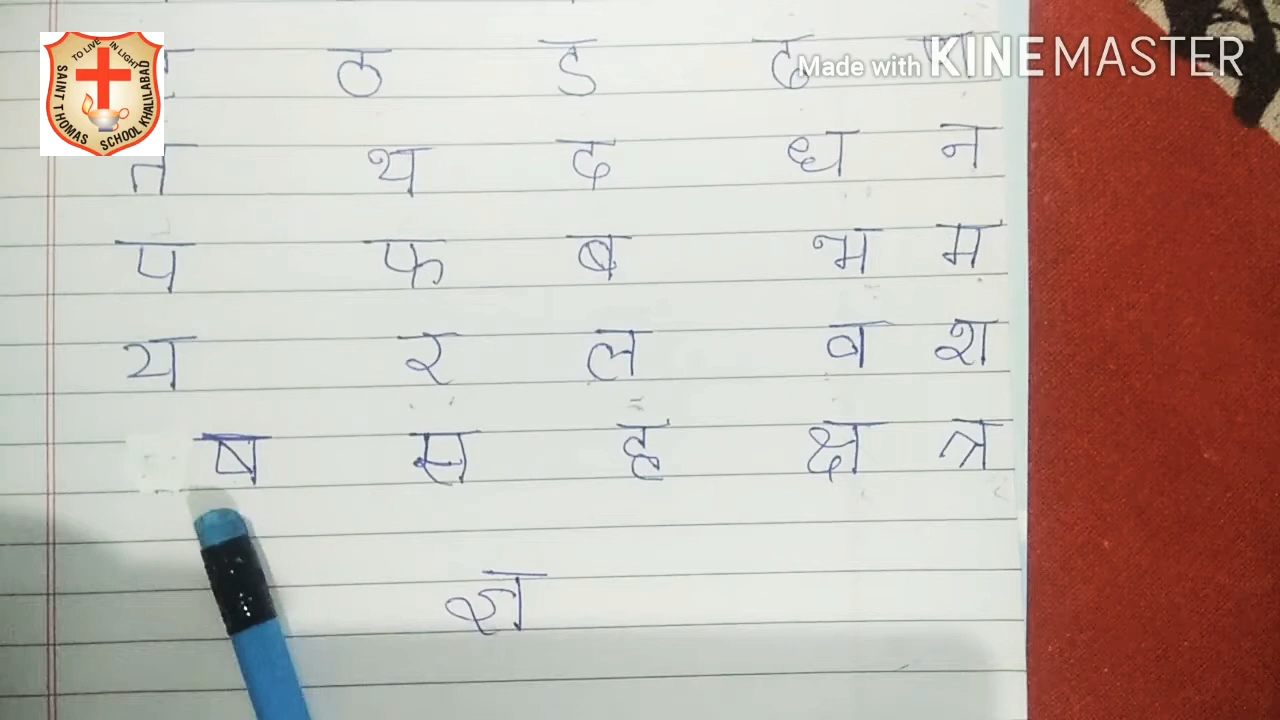 TO LIVE IN LIGHT
SAINT THOMAS SCHOOL KHALILABAD
Made with KINEMASTER
ठ ड ढ ण
त थ द ध न
प फ ब भ म
य र ल व श
ष स ह क्ष त्र
ज्ञ